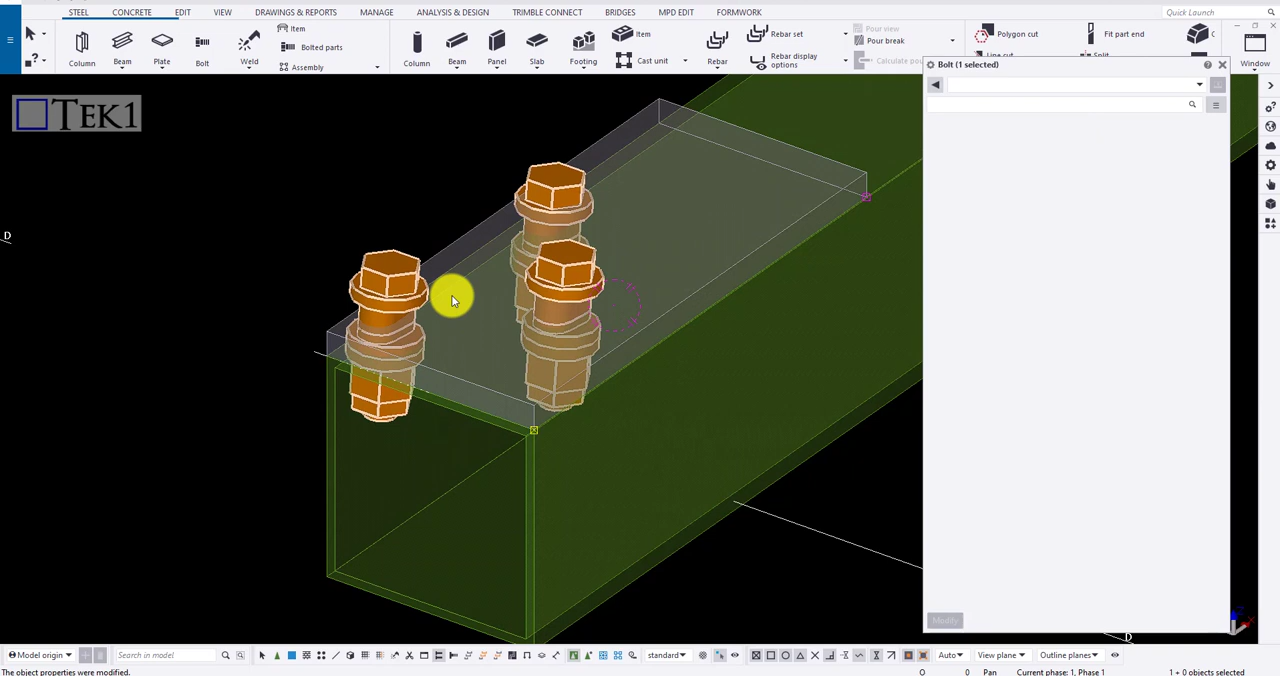 STEEL CONCRETE EDIT VIEW DRAWINGS & REPORTS MANAGE ANALYSIS & DESIGN TRIMBLE CONNECT BRIDGES MPD EDIT FORMWORK Quick Launch
Item Item Rebar set Pour view Polygon cut Fit part end
Bolted parts Pour break
Column Beam Plate Bolt Weld Assembly Column Beam Panel Slab Footing Cast unit Rebar Rebar display options Calculate pou Window
Bolt (1 selected)
TEK1
D
Modify
D
Model origin Search in model standard Auto View plane Outline planes
The object properties were modified. O 0 Pan Phase: 1, Phase 1 1 + 0 objects selected